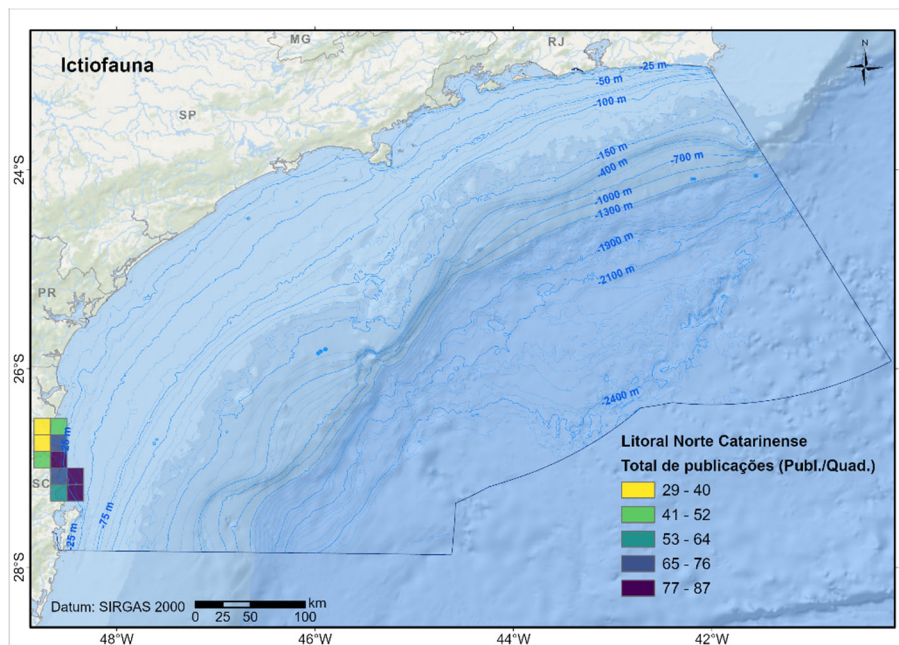 MG
RJ
N
Ictiofauna
-25 m
-50 m
-100 m
SP
-150 m
-700 m
-400 m
24°S
-1000 m
-1300 m
-1900 m
-2100 m
PR
26°S
-2400 m
-25 m
Litoral Norte Catarinense
Total de publicações (Publ./Quad.)
SC
29 - 40
-75 m
41 - 52
-25 m
53 - 64
65 - 76
28°S
77 - 87
Datum: SIRGAS 2000
km
0 25 50 100
48°W 46°W 44°W 42°W